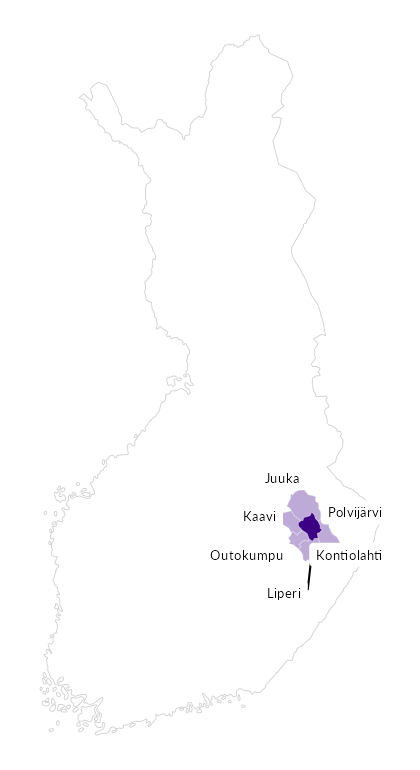 Juuka
Polvijärvi
Kaavi
Outokumpu
Kontiolahti
Liperi